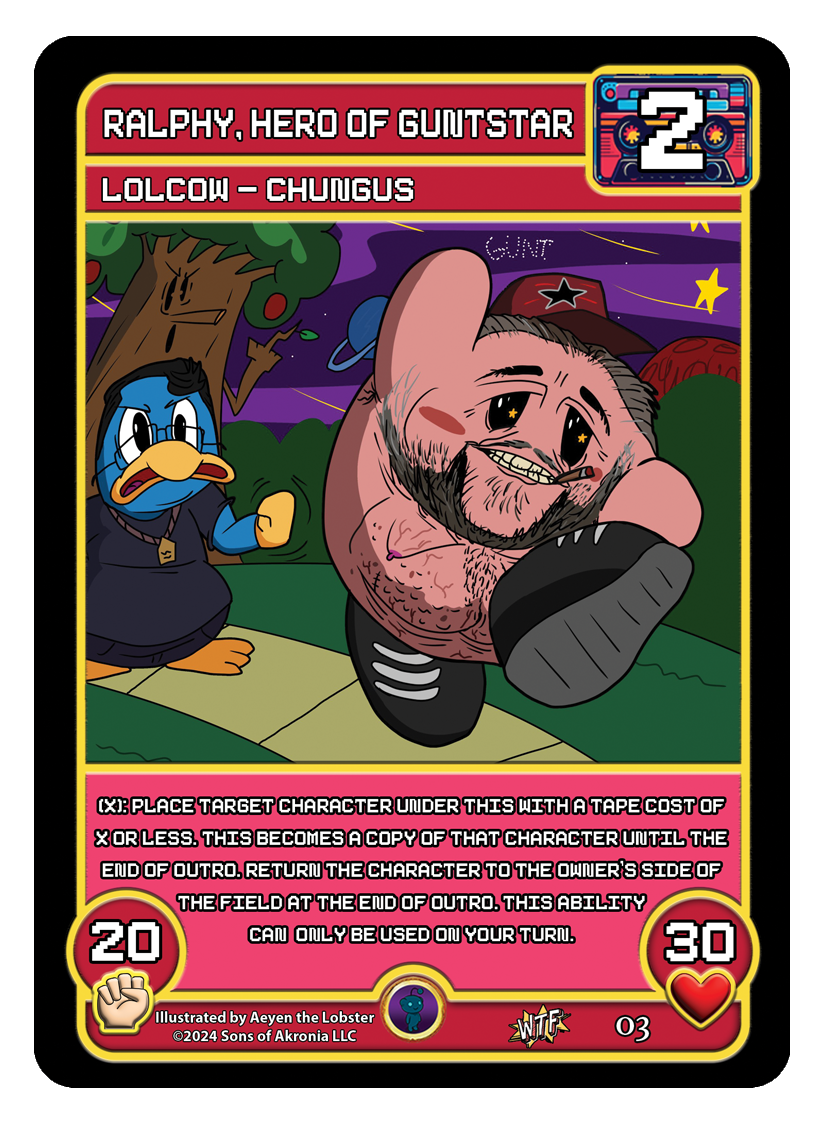 RALPHY, HERO OF GUNTSTAR
2
LOLCOW – CHUNGUS
GUNT
(X): PLACE TARGET CHARACTER UNDER THIS WITH A TAPE COST OF
X OR LESS. THIS BECOMES A COPY OF THAT CHARACTER UNTIL THE
END OF OUTRO. RETURN THE CHARACTER TO THE OWNER'S SIDE OF
THE FIELD AT THE END OF OUTRO. THIS ABILITY
CAN ONLY BE USED ON YOUR TURN.
20
30
Illustrated by Aeyen the Lobster
©2024 Sons of Akronia LLC
WTF
03